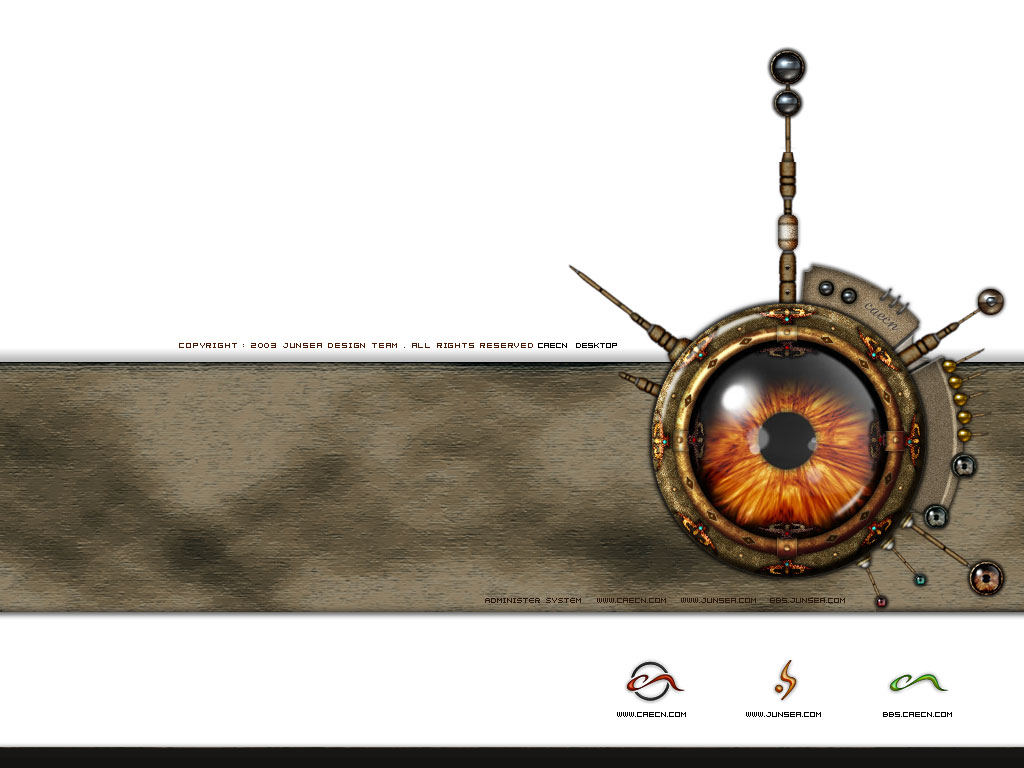 caecn
COPYRIGHT : 2003 JUNSEA DESIGN TEAM . ALL RIGHTS RESERVED CAECN DESKTOP
ADMINISTER SYSTEM WWW.CAECN.COM WWW.JUNSEA.COM BBS.JUNSEA.COM
WWW.CAECN.COM WWW.JUNSEA.COM BBS.CAECN.COM